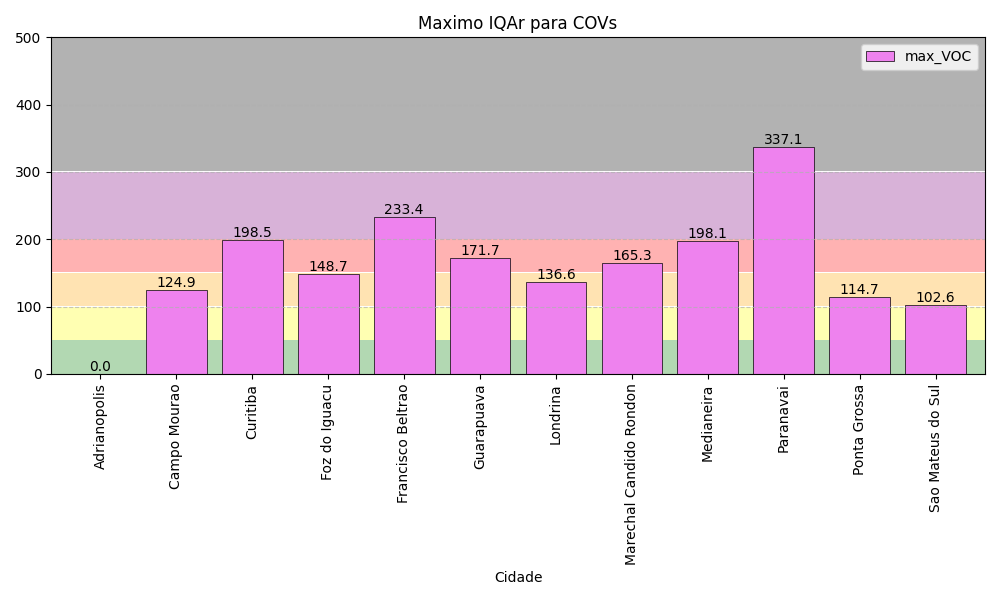 Maximo IQAr para COVs
max_VOC
500
400
300
200
100
0
0.0
124.9
198.5
148.7
233.4
171.7
136.6
165.3
198.1
337.1
114.7
102.6
Adrianopolis
Campo Mourao
Curitiba
Foz do Iguacu
Francisco Beltrao
Guarapuava
Londrina
Marechal Candido Rondon
Medianeira
Paranavai
Ponta Grossa
Sao Mateus do Sul
Cidade